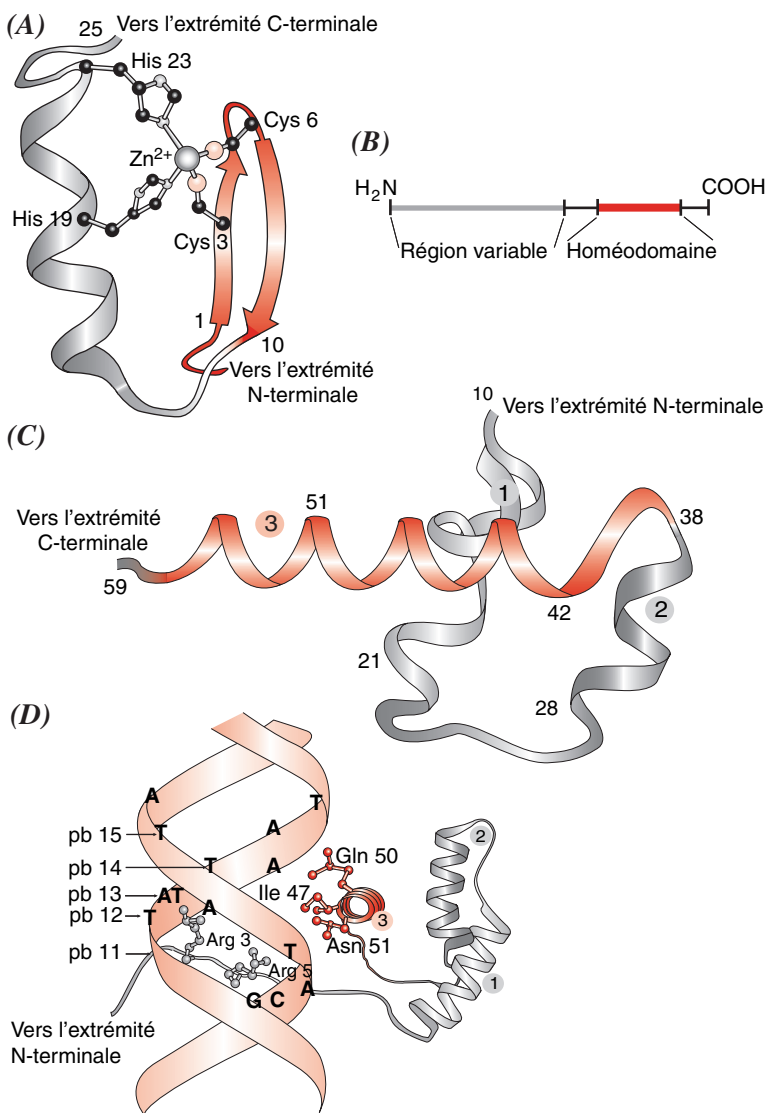 (A)
25
Vers l'extrémité C-terminale
His 23
Cys 6
Zn2+
His 19
Cys 3
1
10
Vers l'extrémité
N-terminale
(B)
H2N
COOH
Région variable
Homéodomaine
(C)
10
Vers l'extrémité N-terminale
1
51
3
Vers l'extrémité
C-terminale
38
59
42
2
21
28
(D)
A
T
pb 15
T
A
2
pb 14
T
A
Gln 50
pb 13
AT
Ile 47
pb 12
T
A
3
Arg 3
Asn 51
pb 11
T
Arg 5
A
1
G C
Vers l'extrémité
N-terminale